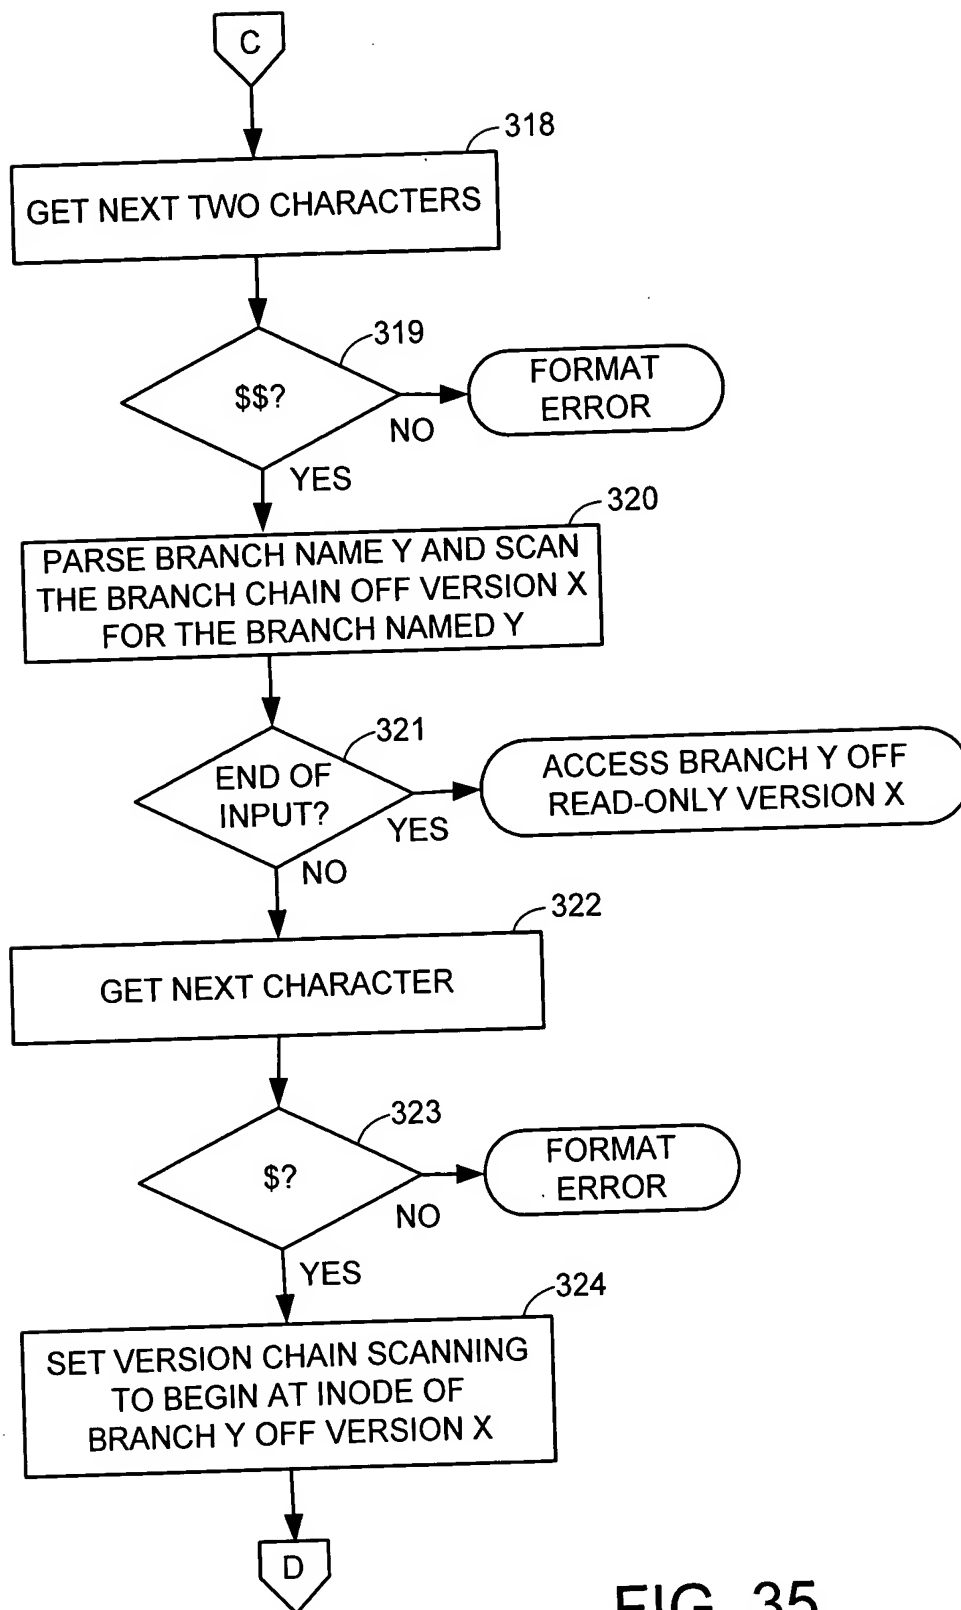 C
318
GET NEXT TWO CHARACTERS
319
$$?
FORMAT
ERROR
NO
YES
320
PARSE BRANCH NAME Y AND SCAN
THE BRANCH CHAIN OFF VERSION X
FOR THE BRANCH NAMED Y
321
END OF
INPUT?
ACCESS BRANCH Y OFF
READ-ONLY VERSION X
YES
NO
322
GET NEXT CHARACTER
323
$?
FORMAT
ERROR
NO
YES
324
SET VERSION CHAIN SCANNING
TO BEGIN AT INODE OF
BRANCH Y OFF VERSION X
D
FIG. 35